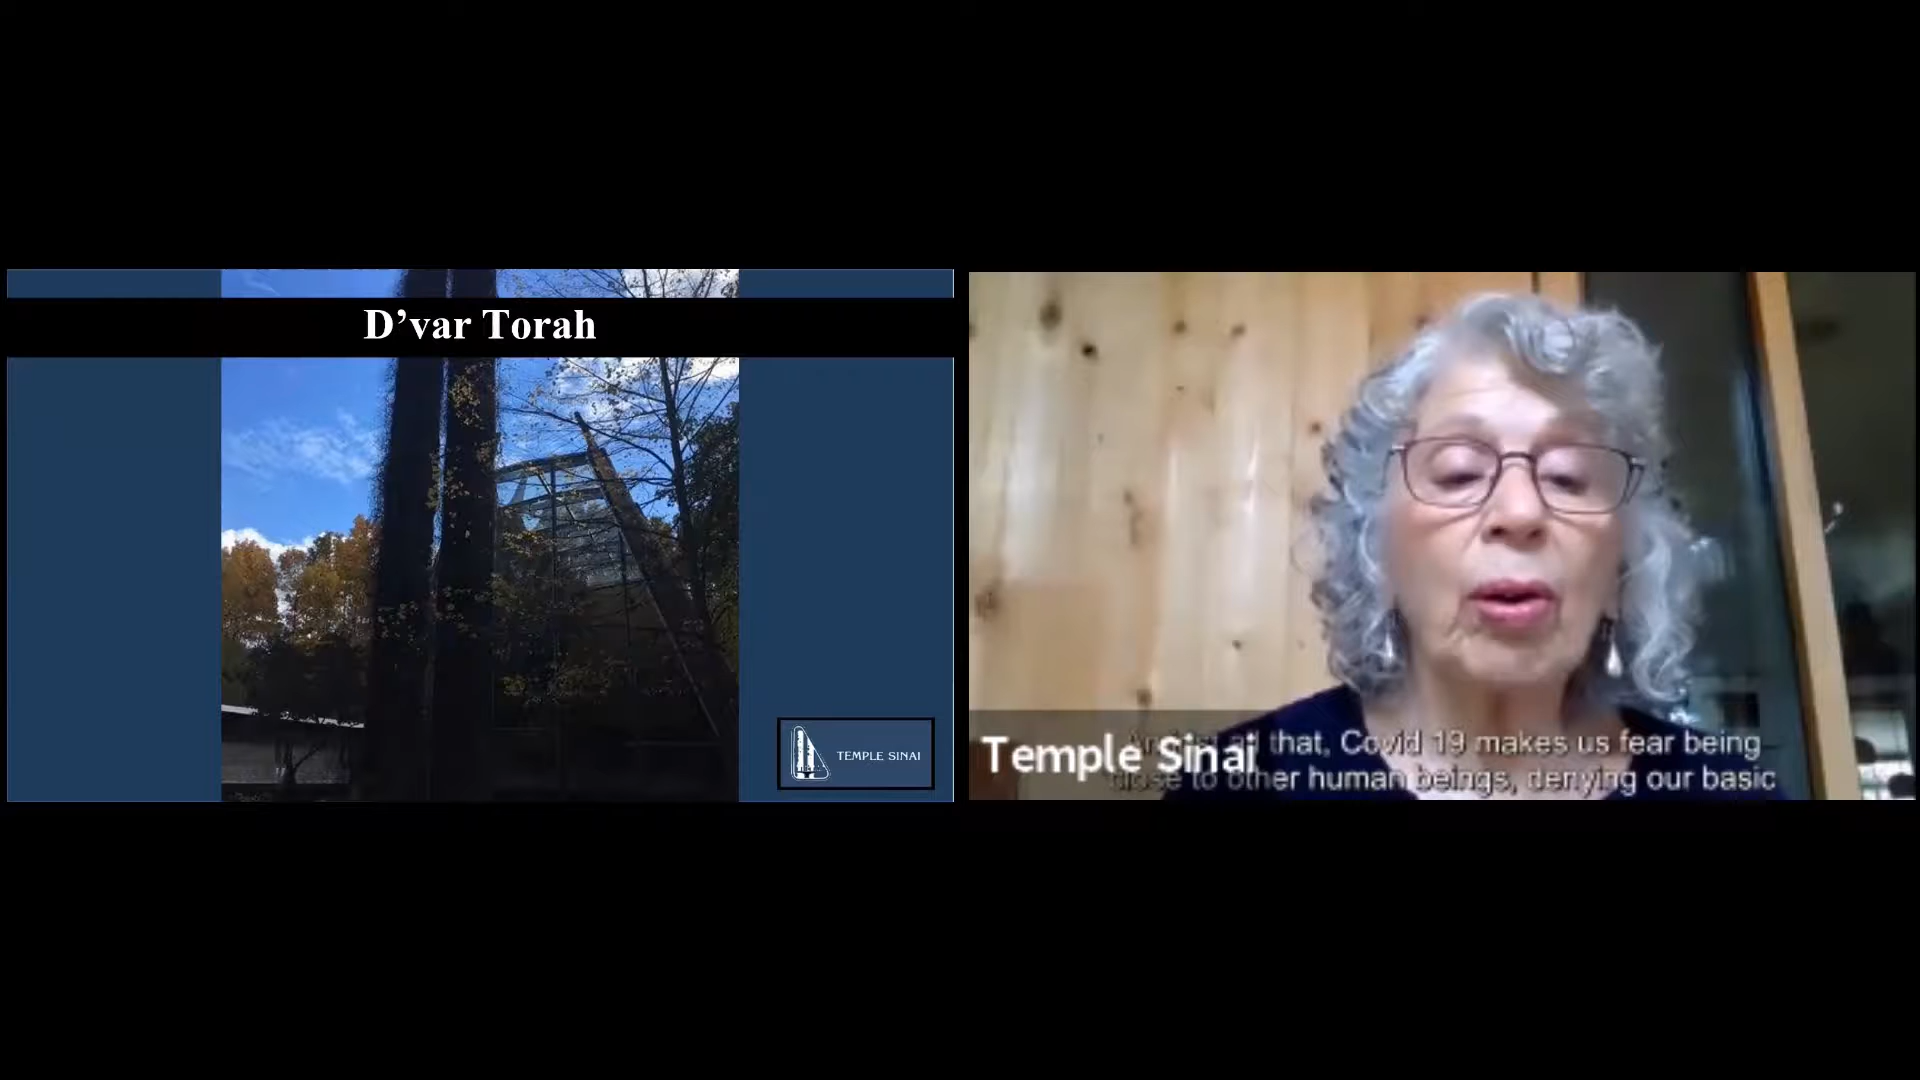 D’var Torah
TEMPLE SINAI
Temple Sinai
that, Covid 19 makes us fear being
close to other human beings, denying our basic